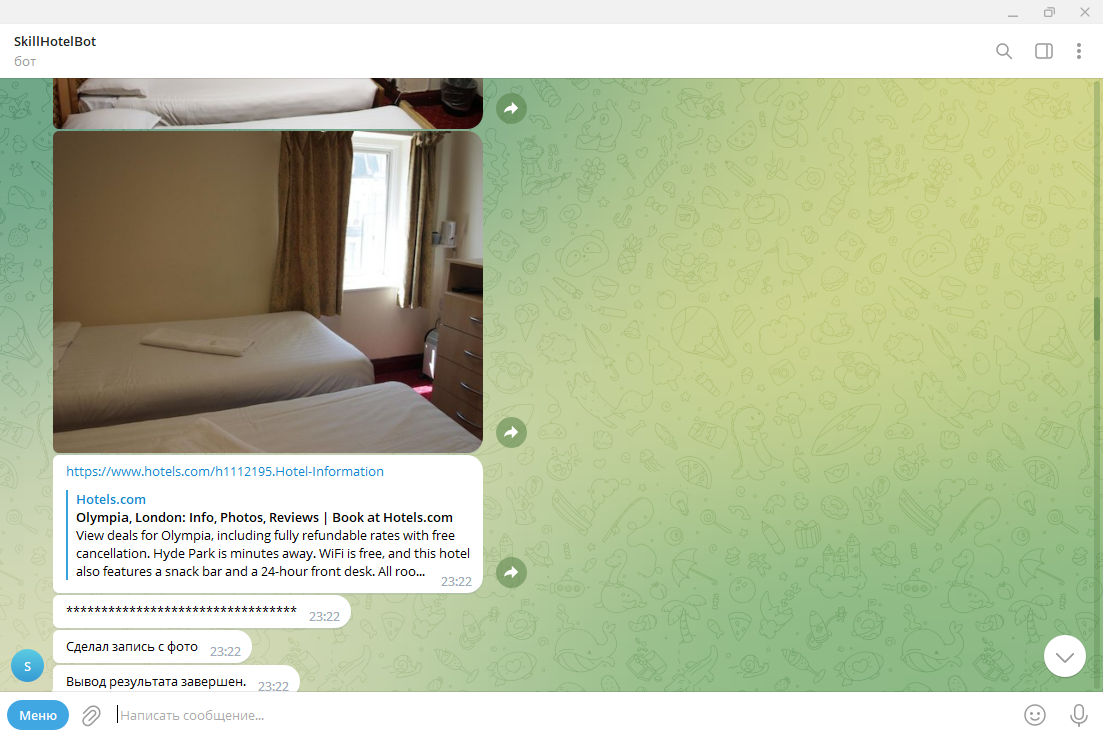 SkillHotelBot
бот
https://www.hotels.com/h1112195.Hotel-Information
Hotels.com
Olympia, London: Info, Photos, Reviews | Book at Hotels.com
View deals for Olympia, including fully refundable rates with free
cancellation. Hyde Park is minutes away. WiFi is free, and this hotel
also features a snack bar and a 24-hour front desk. All roo...
23:22
********************************* 23:22
Сделал запись с фото 23:22
S
Вывод результата завершен. 23:22
Меню
Написать сообщение...